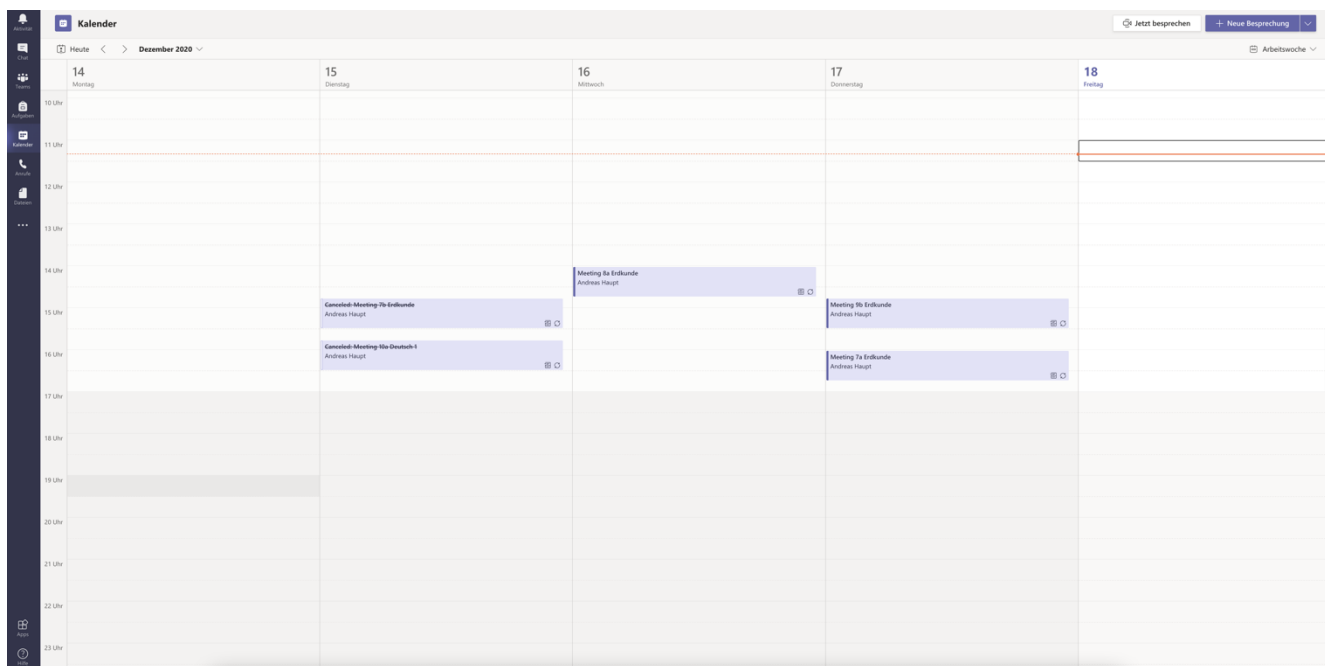 Aktivität
Chat
Teams
Aufgaben
Kalender
Anrufe
Dateien
Apps
Hilfe
Kalender
Jetzt besprechen
+ Neue Besprechung
Heute
Dezember 2020
Arbeitswoche
14
Montag
15
Dienstag
16
Mittwoch
17
Donnerstag
18
Freitag
10 Uhr
11 Uhr
12 Uhr
13 Uhr
14 Uhr
15 Uhr
16 Uhr
17 Uhr
18 Uhr
19 Uhr
20 Uhr
21 Uhr
22 Uhr
23 Uhr
Canceled: Meeting 7b Erdkunde
Andreas Haupt
Canceled: Meeting 10a Deutsch 1
Andreas Haupt
Meeting 8a Erdkunde
Andreas Haupt
Meeting 9b Erdkunde
Andreas Haupt
Meeting 7a Erdkunde
Andreas Haupt